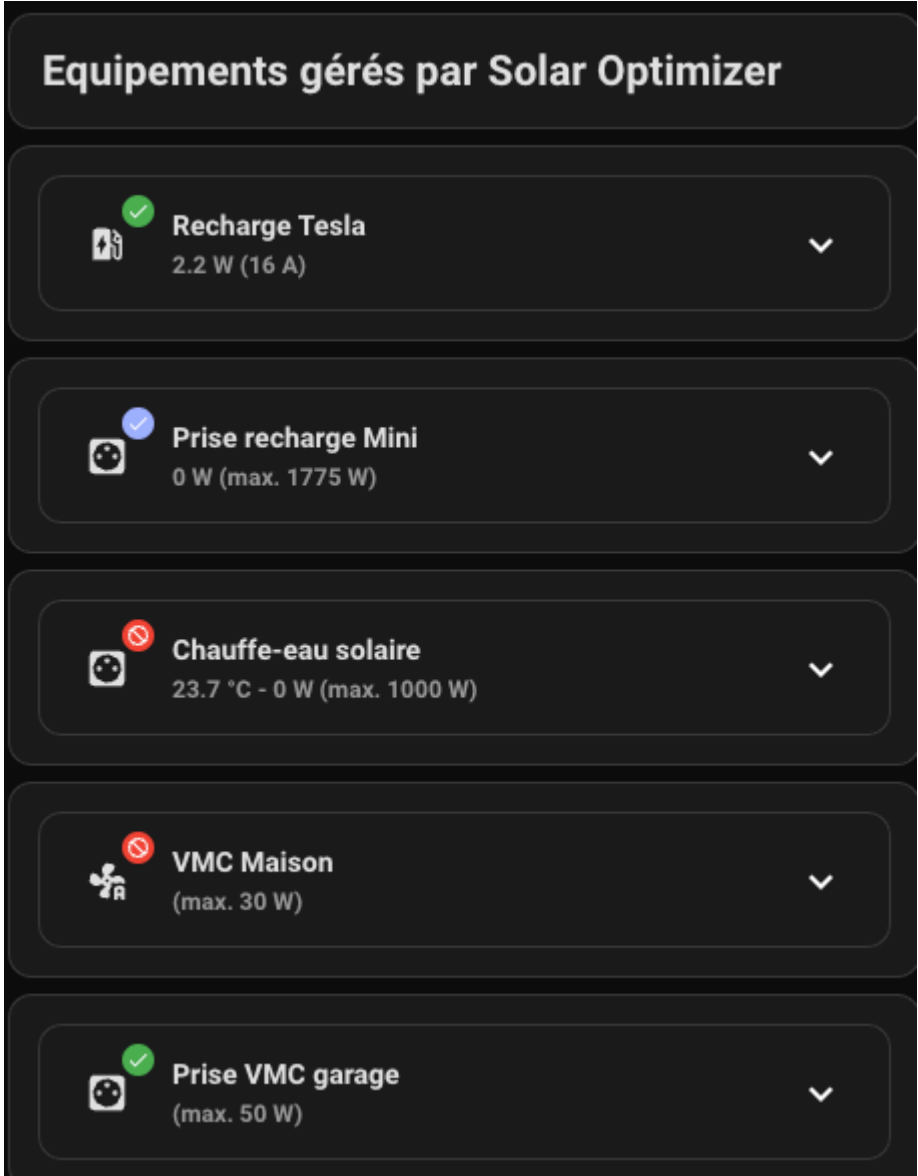 Equipements gérés par Solar Optimizer
Recharge Tesla
2.2 W (16 A)
Prise recharge Mini
0 W (max. 1775 W)
Chauffe-eau solaire
23.7 °C - 0 W (max. 1000 W)
VMC Maison
(max. 30 W)
Prise VMC garage
(max. 50 W)